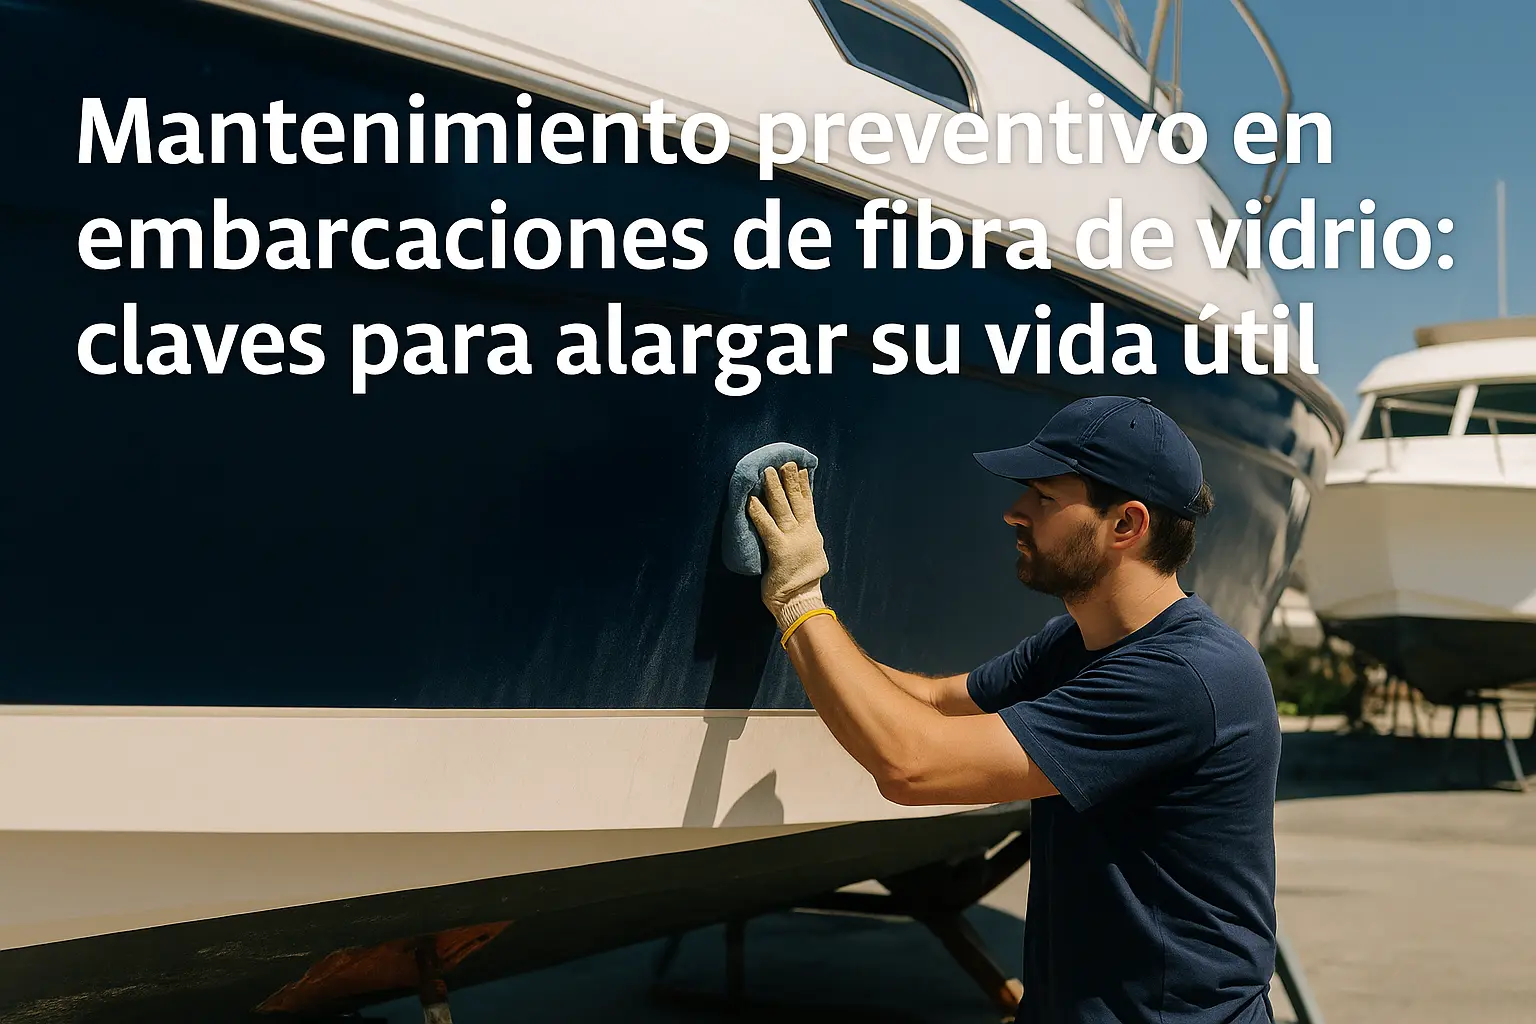 Mantenimiento preventivo en
embarcaciones de fibra de vidrio:
claves para alargar su vida útil